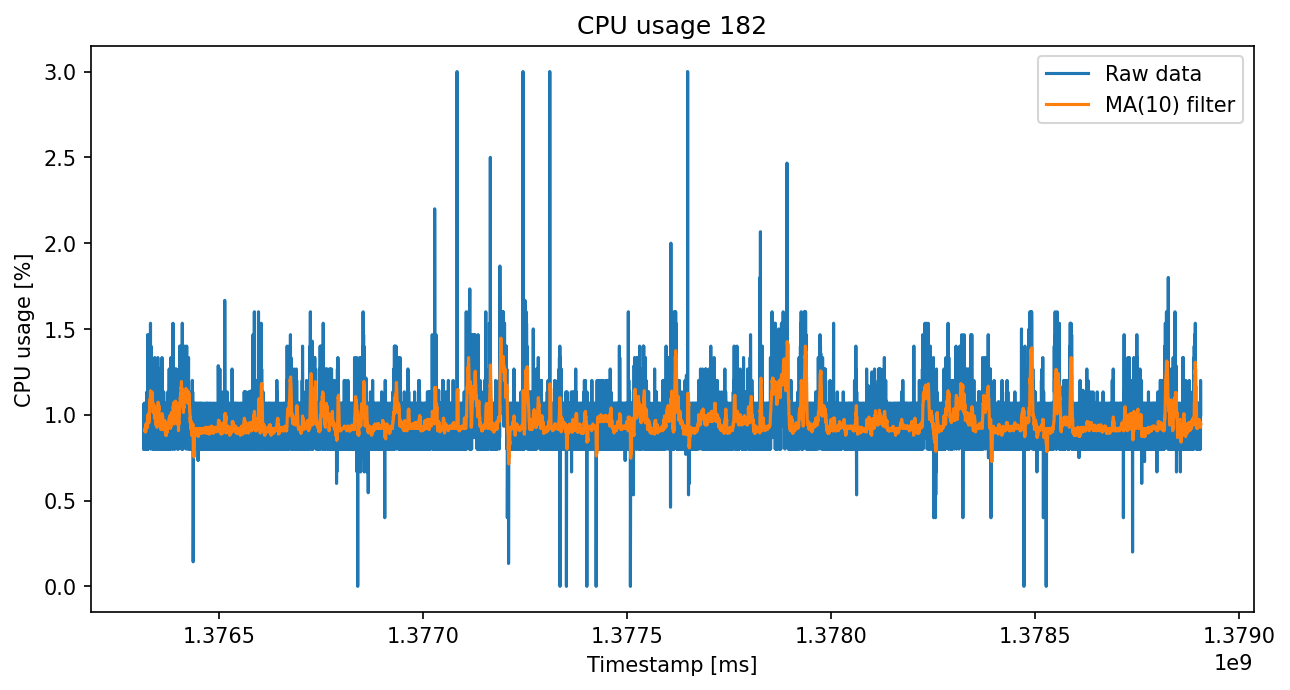 CPU usage 182
Raw data
MA(10) filter
CPU usage [%]
3.0
2.5
2.0
1.5
1.0
0.5
0.0
1.3765 1.3770 1.3775 1.3780 1.3785 1.3790
1e9
Timestamp [ms]